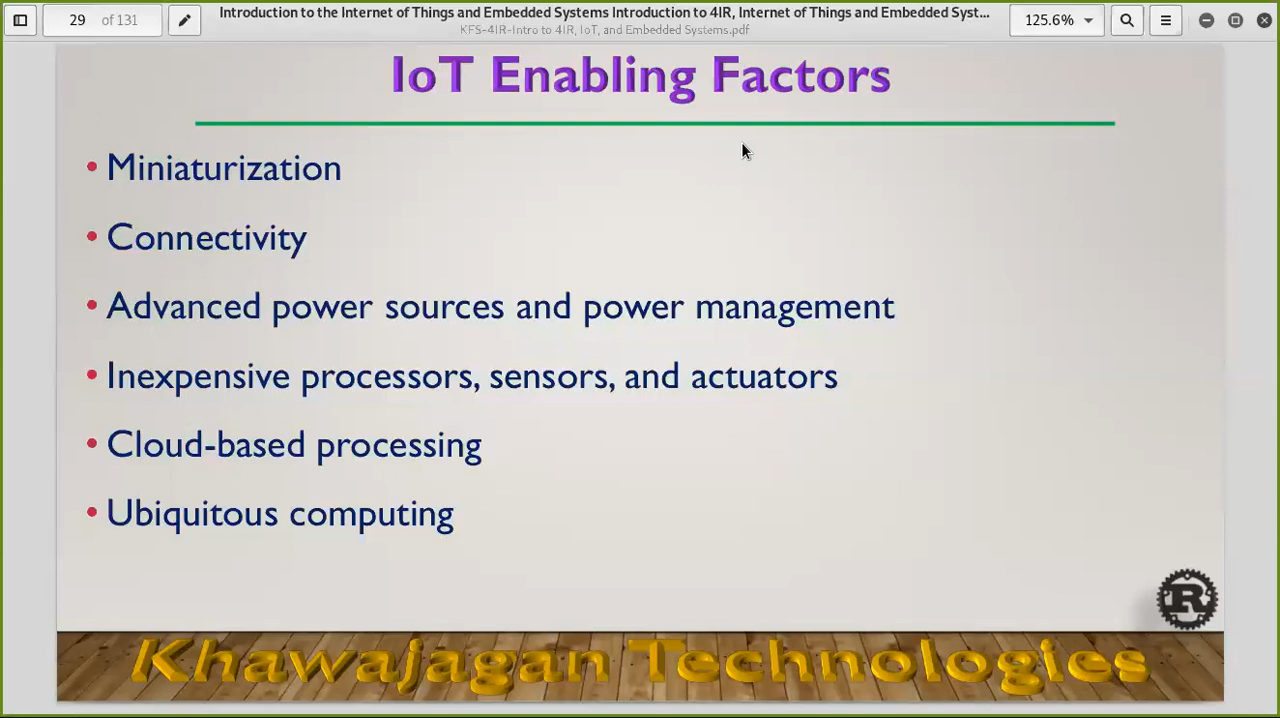 29 of 131
Introduction to the Internet of Things and Embedded Systems Introduction to 4IR, Internet of Things and Embedded Syst...
KFS-4IR-Intro to 4IR, IoT, and Embedded Systems.pdf
125.6%
IoT Enabling Factors
• Miniaturization
• Connectivity
• Advanced power sources and power management
• Inexpensive processors, sensors, and actuators
• Cloud-based processing
• Ubiquitous computing
R
Khawajagan Technologies